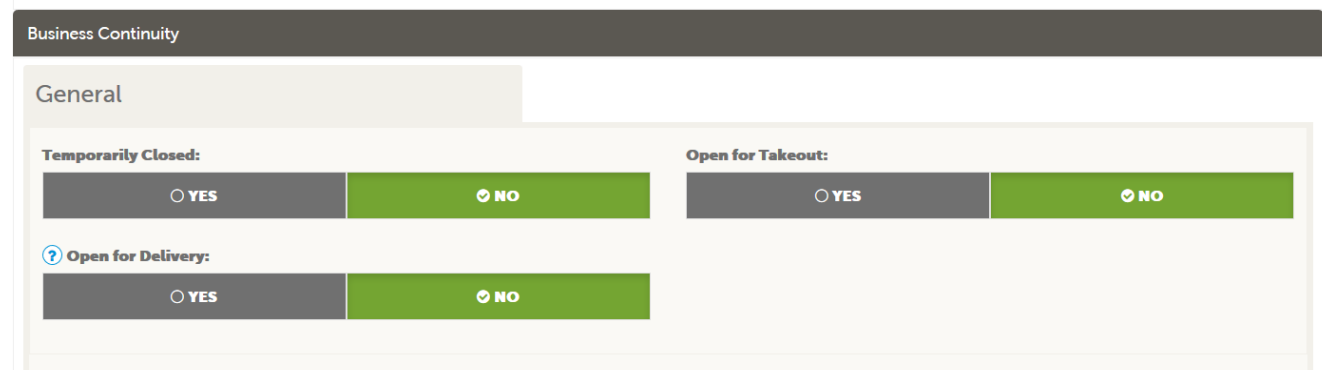 Business Continuity
General
Temporarily Closed:
Open for Takeout:
YES
NO
YES
NO
? Open for Delivery:
YES
NO